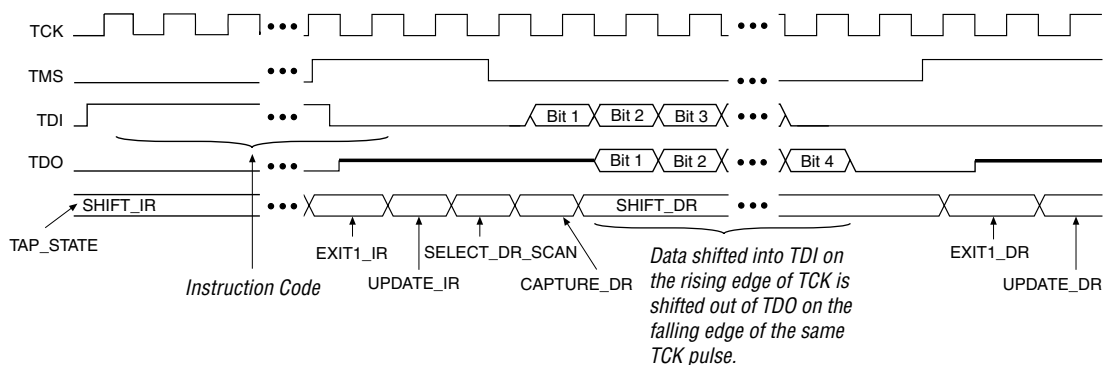 TCK
TMS
TDI
Bit 1
Bit 2
Bit 3
TDO
Bit 1
Bit 2
Bit 4
SHIFT_IR
SHIFT_DR
TAP_STATE
EXIT1_IR
SELECT_DR_SCAN
EXIT1_DR
Instruction Code
UPDATE_IR
CAPTURE_DR
UPDATE_DR
Data shifted into TDI on
the rising edge of TCK is
shifted out of TDO on the
falling edge of the same
TCK pulse.